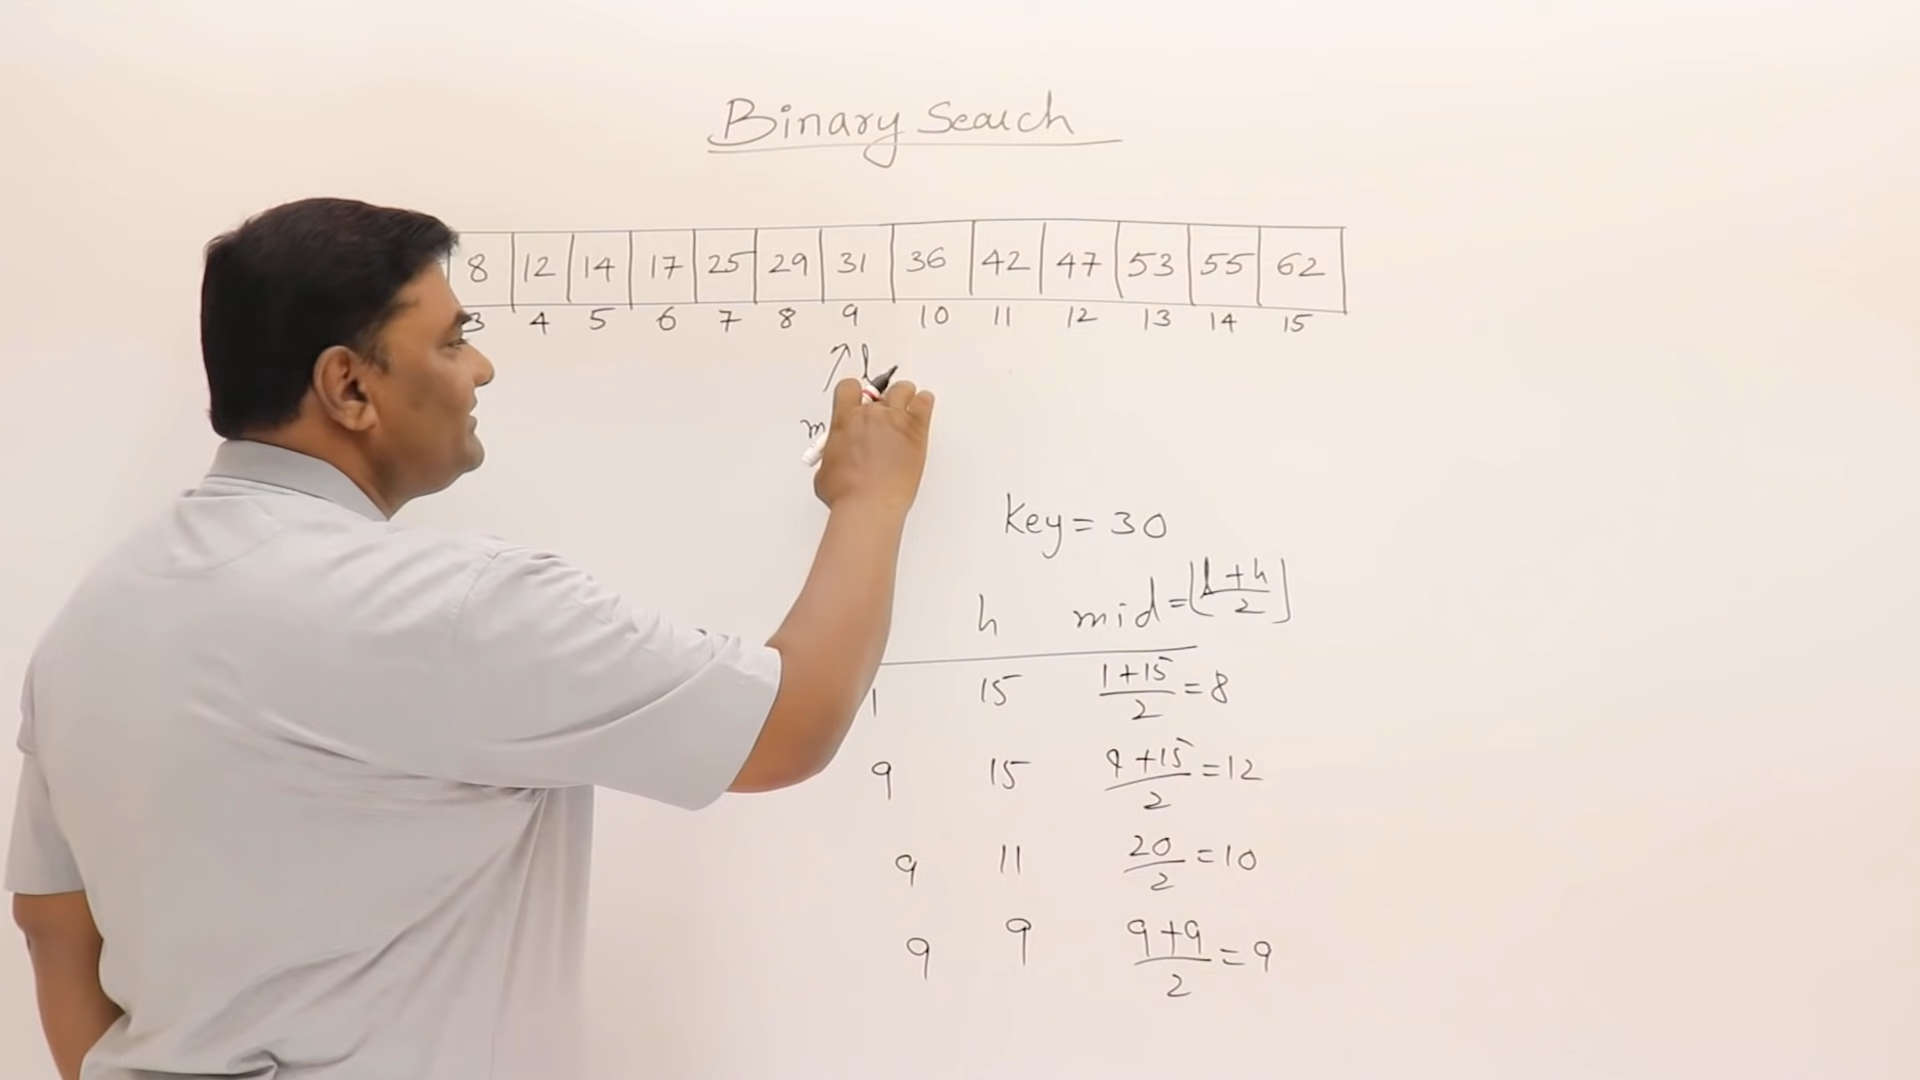 Binary Search
8 12 14 17 25 29 31 36 42 47 53 55 62
3 4 5 6 7 8 9 10 11 12 13 14 15
l
m
Key = 30
h mid = ⌊l+h/2⌋
1 15 1+15/2 = 8
9 15 9+15/2 = 12
9 11 20/2 = 10
9 9 9+9/2 = 9